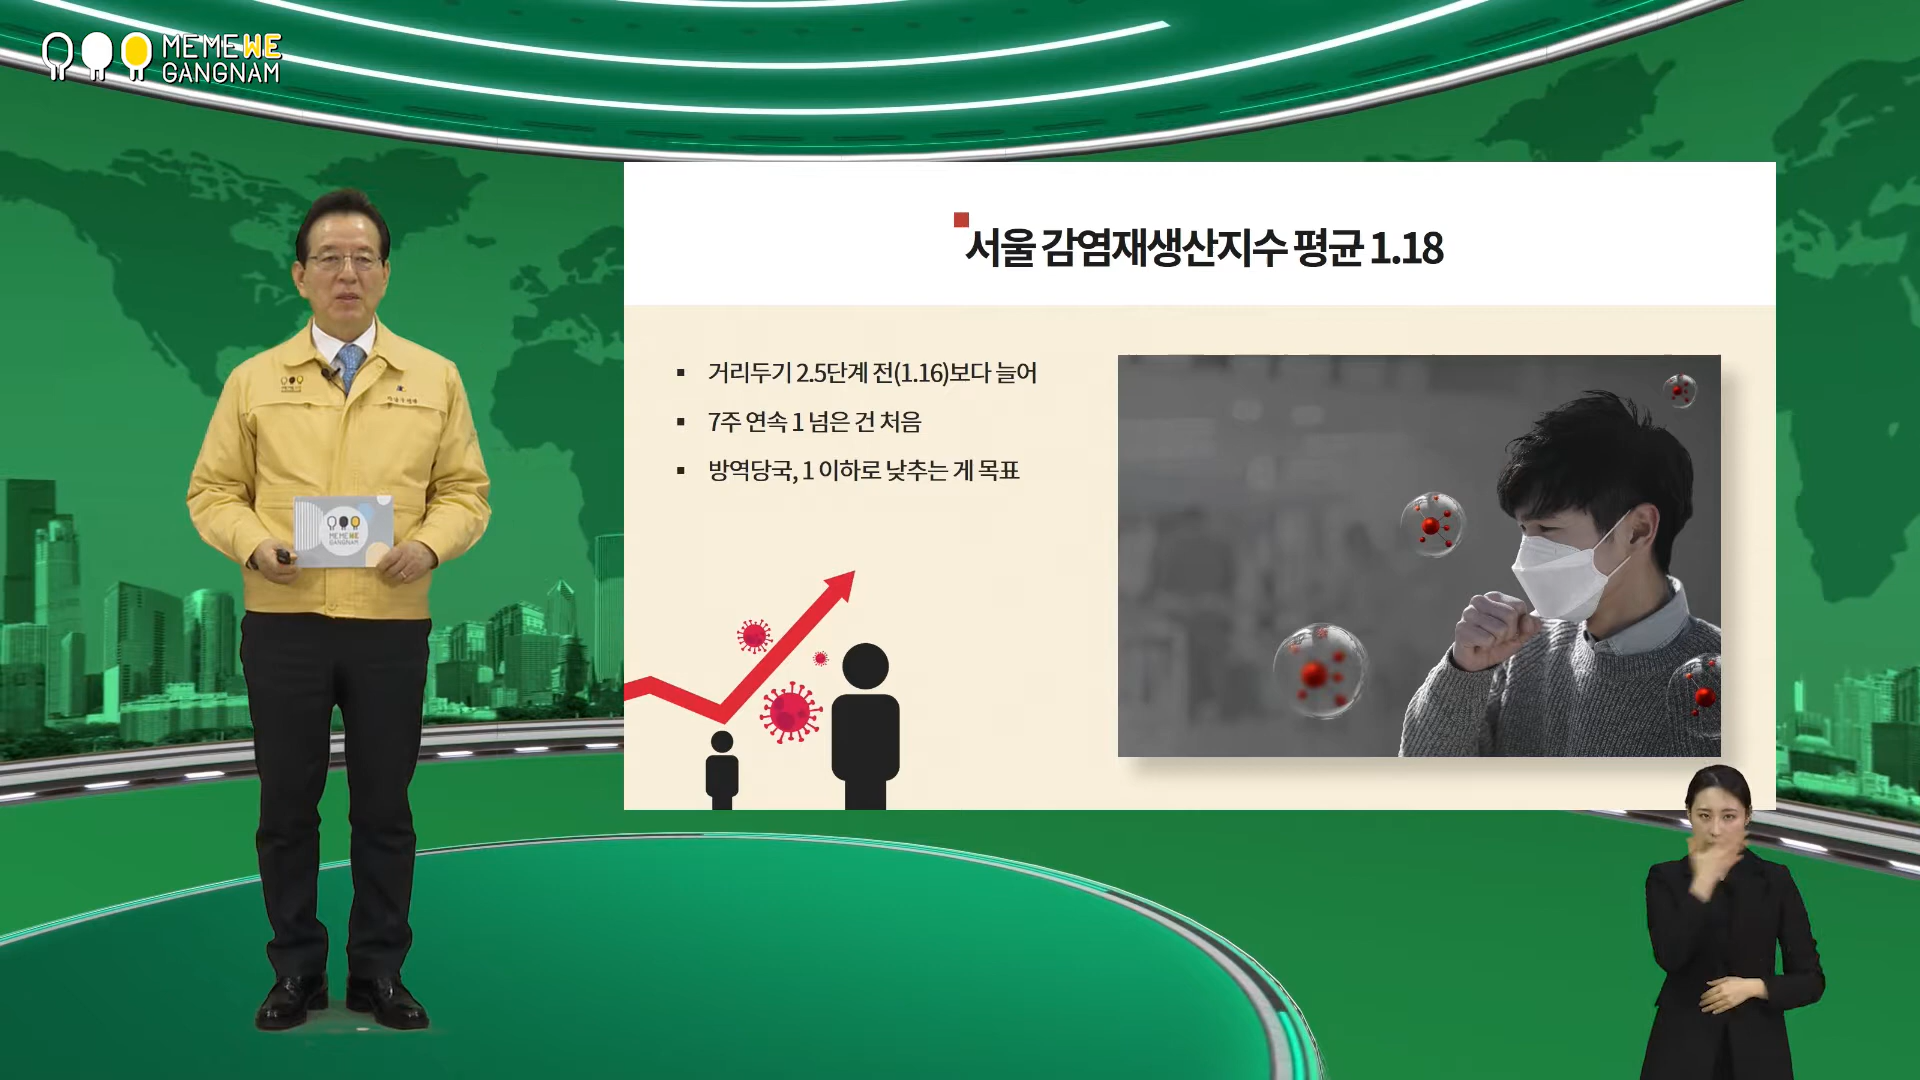 MEMEWE
GANGNAM
서울 감염재생산지수 평균 1.18
▪ 거리두기 2.5단계 전(1.16)보다 늘어
▪ 7주 연속 1 넘은 건 처음
▪ 방역당국, 1 이하로 낮추는 게 목표
MEMEWE
GANGNAM